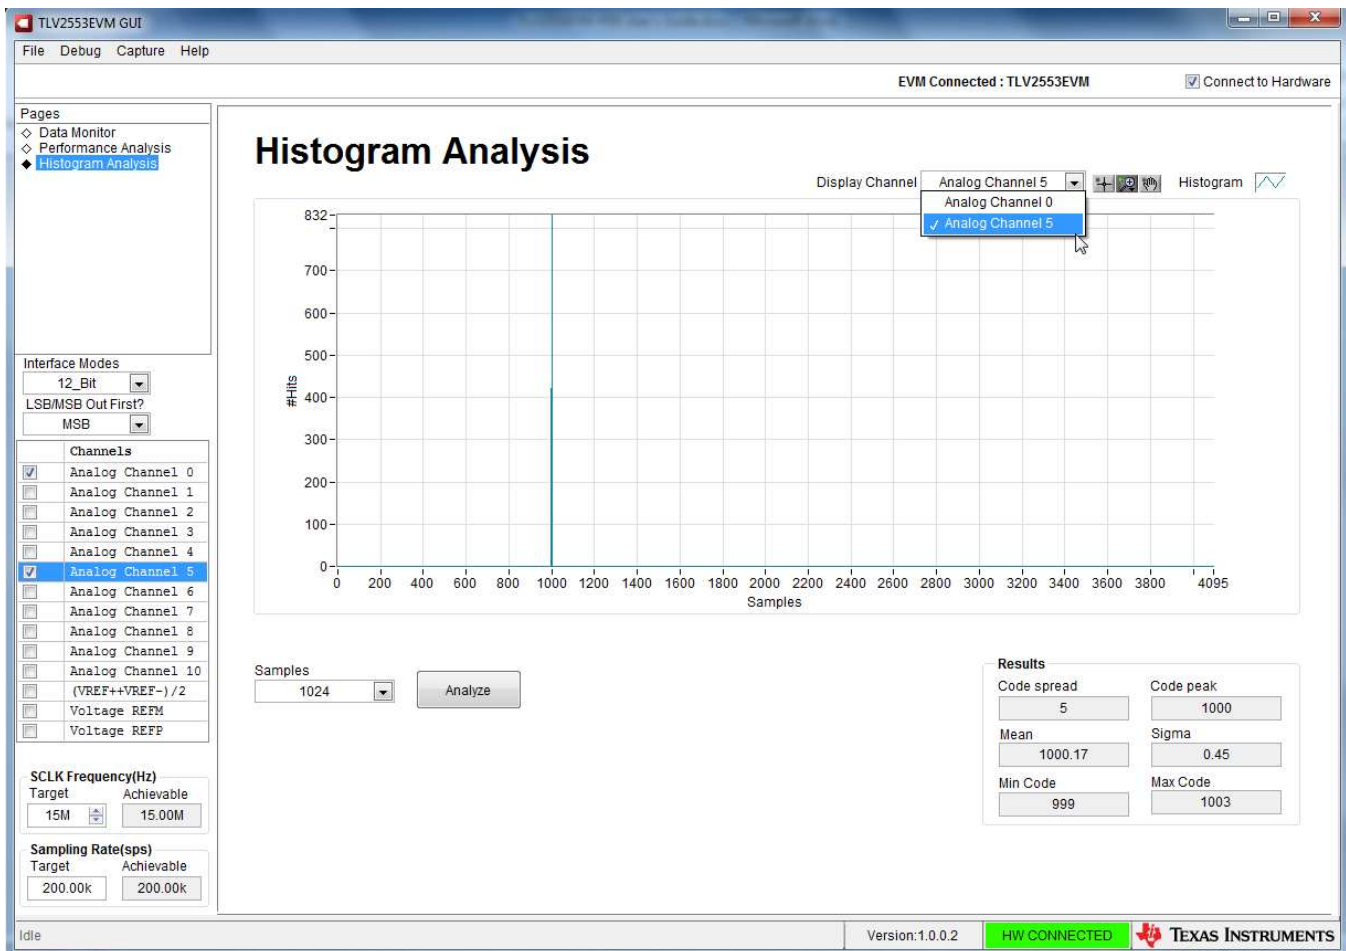 TLV2553EVM GUI
File Debug Capture Help
EVM Connected : TLV2553EVM
Connect to Hardware
Pages
Data Monitor
Performance Analysis
Histogram Analysis
Histogram Analysis
Display Channel
Analog Channel 5
Histogram
Analog Channel 0
✓ Analog Channel 5
832
700
600
500
400
300
200
100
0
#Hits
0 200 400 600 800 1000 1200 1400 1600 1800 2000 2200 2400 2600 2800 3000 3200 3400 3600 3800 4095
Samples
Interface Modes
12_Bit
LSB/MSB Out First?
MSB
Channels
Analog Channel 0
Analog Channel 1
Analog Channel 2
Analog Channel 3
Analog Channel 4
Analog Channel 5
Analog Channel 6
Analog Channel 7
Analog Channel 8
Analog Channel 9
Analog Channel 10
(VREF++VREF-)/2
Voltage REFM
Voltage REFP
SCLK Frequency(Hz)
Target Achievable
15M 15.00M
Sampling Rate(sps)
Target Achievable
200.00k 200.00k
Samples
1024
Analyze
Results
Code spread Code peak
5 1000
Mean Sigma
1000.17 0.45
Min Code Max Code
999 1003
Idle
Version:1.0.0.2
HW CONNECTED
TEXAS INSTRUMENTS